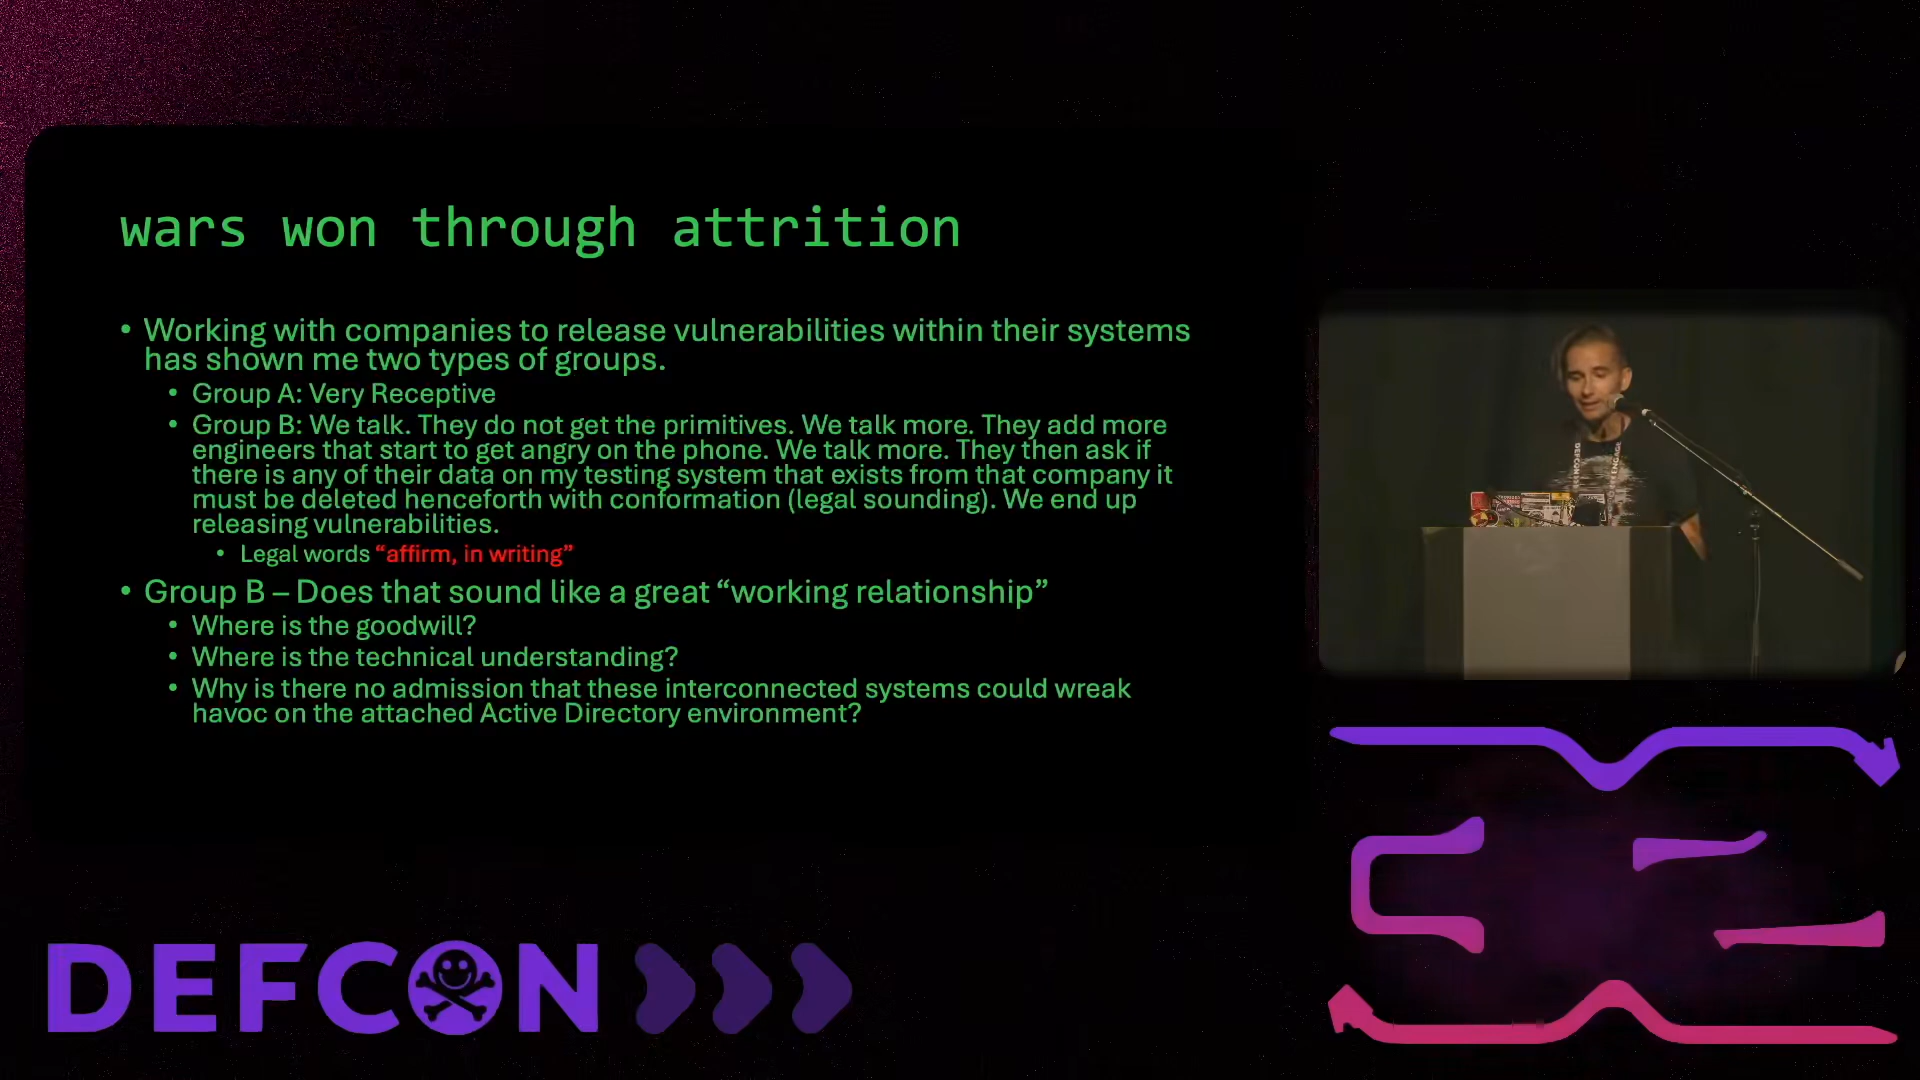 wars won through attrition
• Working with companies to release vulnerabilities within their systems
has shown me two types of groups.
• Group A: Very Receptive
• Group B: We talk. They do not get the primitives. We talk more. They add more
engineers that start to get angry on the phone. We talk more. They then ask if
there is any of their data on my testing system that exists from that company it
must be deleted henceforth with conformation (legal sounding). We end up
releasing vulnerabilities.
• Legal words “affirm, in writing”
• Group B – Does that sound like a great “working relationship”
• Where is the goodwill?
• Where is the technical understanding?
• Why is there no admission that these interconnected systems could wreak
havoc on the attached Active Directory environment?
DEFCON